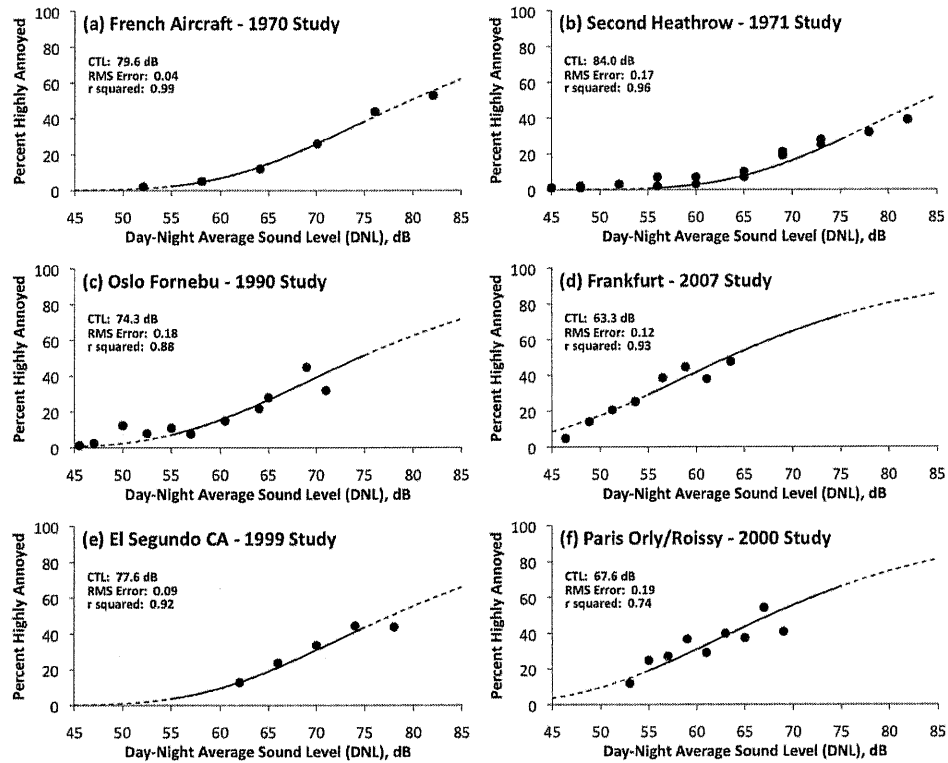 (a) French Aircraft - 1970 Study
CTL: 79.6 dB
RMS Error: 0.04
r squared: 0.99
Percent Highly Annoyed
100
80
60
40
20
0
45 50 55 60 65 70 75 80 85
Day-Night Average Sound Level (DNL), dB
(b) Second Heathrow - 1971 Study
CTL: 84.0 dB
RMS Error: 0.17
r squared: 0.96
Percent Highly Annoyed
100
80
60
40
20
0
45 50 55 60 65 70 75 80 85
Day-Night Average Sound Level (DNL), dB
(c) Oslo Fornebu - 1990 Study
CTL: 74.3 dB
RMS Error: 0.18
r squared: 0.88
Percent Highly Annoyed
100
80
60
40
20
0
45 50 55 60 65 70 75 80 85
Day-Night Average Sound Level (DNL), dB
(d) Frankfurt - 2007 Study
CTL: 63.3 dB
RMS Error: 0.12
r squared: 0.93
Percent Highly Annoyed
100
80
60
40
20
0
45 50 55 60 65 70 75 80 85
Day-Night Average Sound Level (DNL), dB
(e) El Segundo CA - 1999 Study
CTL: 77.6 dB
RMS Error: 0.09
r squared: 0.92
Percent Highly Annoyed
100
80
60
40
20
0
45 50 55 60 65 70 75 80 85
Day-Night Average Sound Level (DNL), dB
(f) Paris Orly/Roissy - 2000 Study
CTL: 67.6 dB
RMS Error: 0.19
r squared: 0.74
Percent Highly Annoyed
100
80
60
40
20
0
45 50 55 60 65 70 75 80 85
Day-Night Average Sound Level (DNL), dB